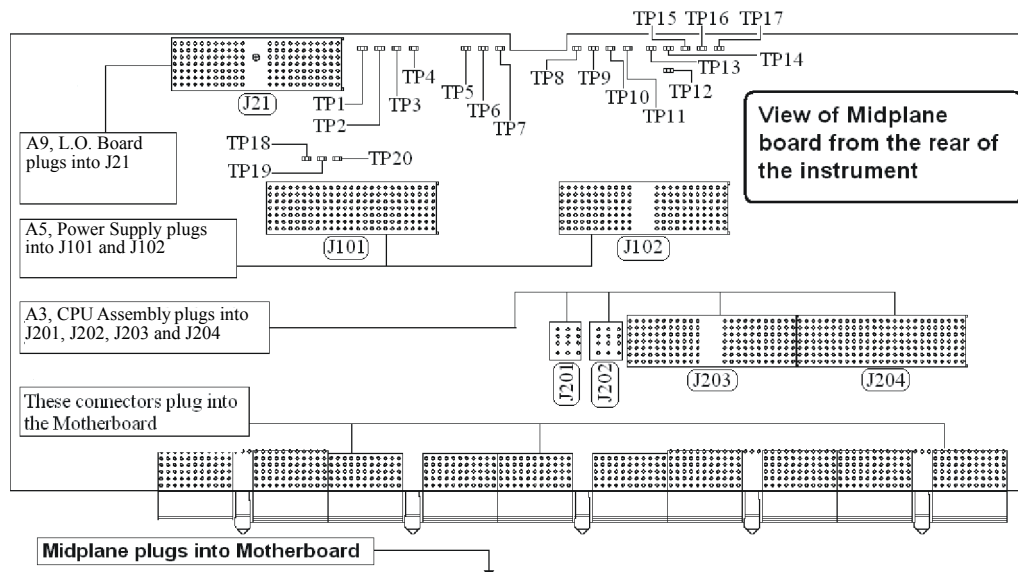 TP15 TP16 TP17
TP14
TP13
TP12
TP8
TP9
TP10
TP11
TP4
TP5
TP6
TP7
TP1
TP3
TP2
J21
View of Midplane
board from the rear of
the instrument
A9, L.O. Board
plugs into J21
TP18
TP20
TP19
A5, Power Supply plugs
into J101 and J102
J101
J102
A3, CPU Assembly plugs into
J201, J202, J203 and J204
J201
J202
J203
J204
These connectors plug into
the Motherboard
Midplane plugs into Motherboard